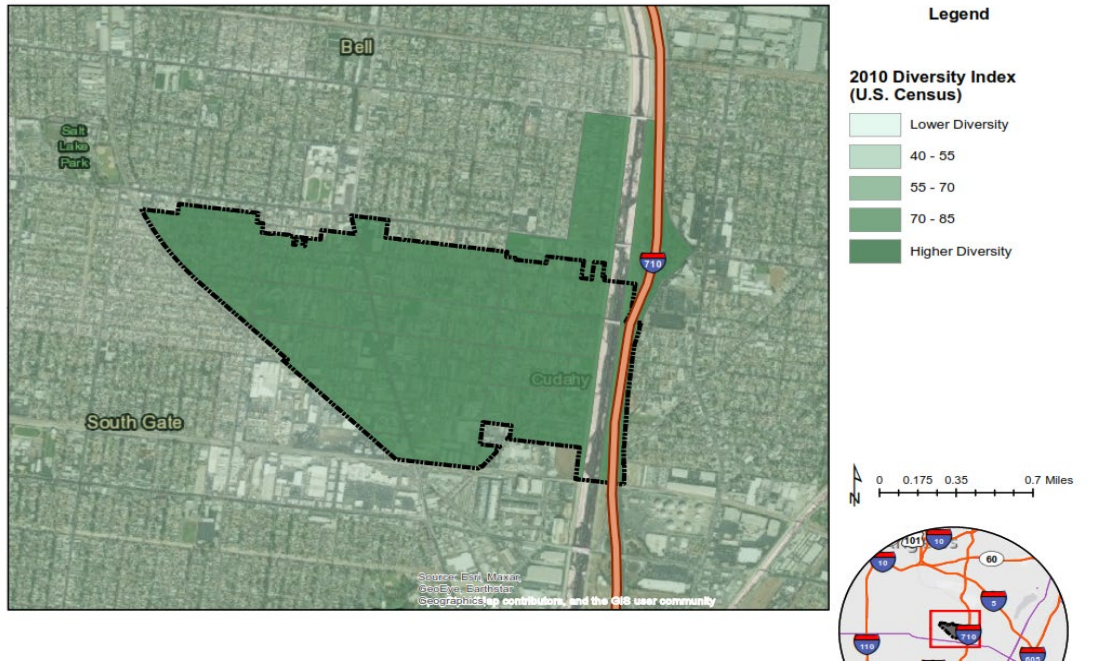 Bell
Salt
Lake
Park
710
Cudahy
South Gate
Source: Esri, Maxar,
GeoEye, Earthstar
Geographics
ap contributors, and the GIS user community
Legend
2010 Diversity Index
(U.S. Census)
Lower Diversity
40 - 55
55 - 70
70 - 85
Higher Diversity
N
0 0.175 0.35 0.7 Miles
101
10
10
60
5
710
110
605